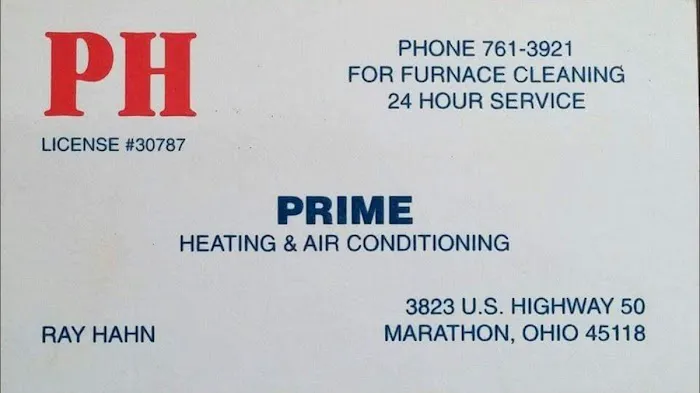 PH
LICENSE #30787
PHONE 761-3921
FOR FURNACE CLEANING
24 HOUR SERVICE
PRIME
HEATING & AIR CONDITIONING
RAY HAHN
3823 U.S. HIGHWAY 50
MARATHON, OHIO 45118